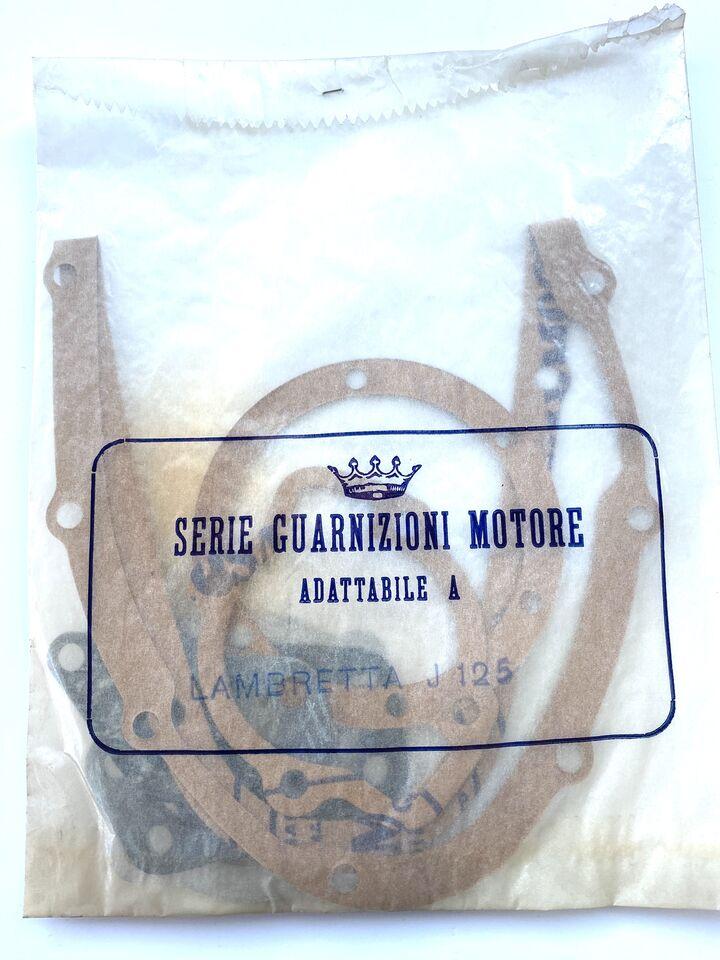 SERIE GUARNIZIONI MOTORE
ADATTABILE A
LAMBRETTA J 125